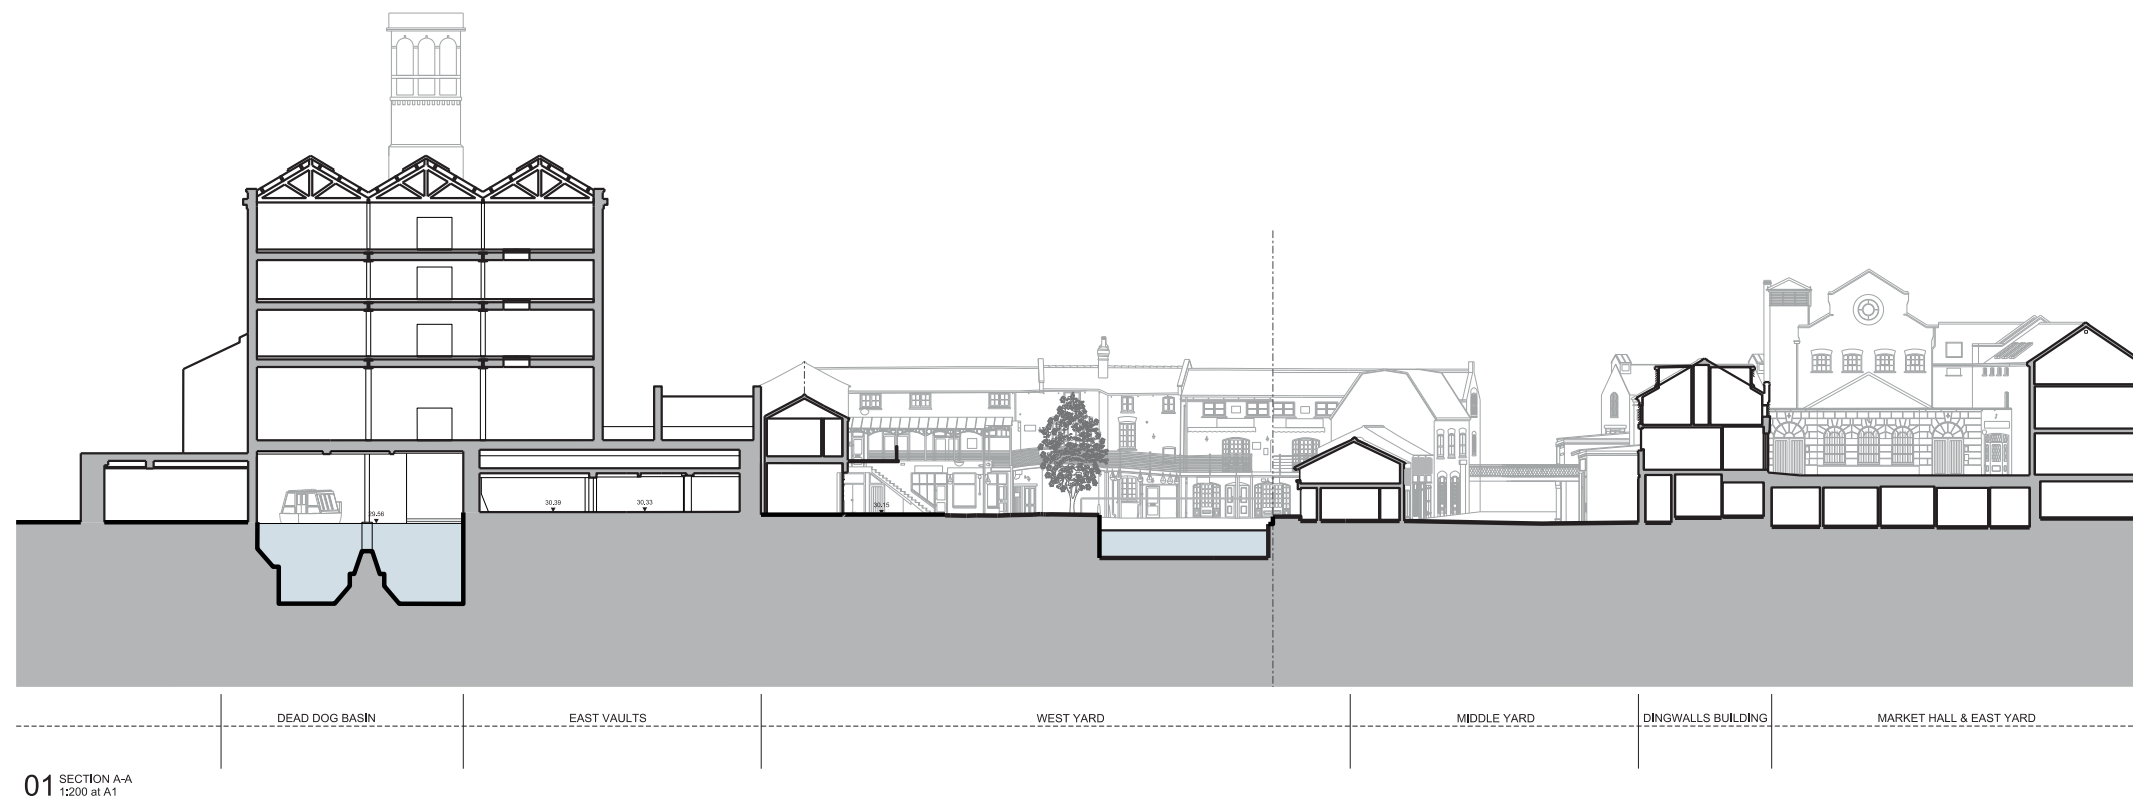 30.39
30.33
29.56
30.15
DEAD DOG BASIN
EAST VAULTS
WEST YARD
MIDDLE YARD
DINGWALLS BUILDING
MARKET HALL & EAST YARD
01 SECTION A-A
1:200 at A1